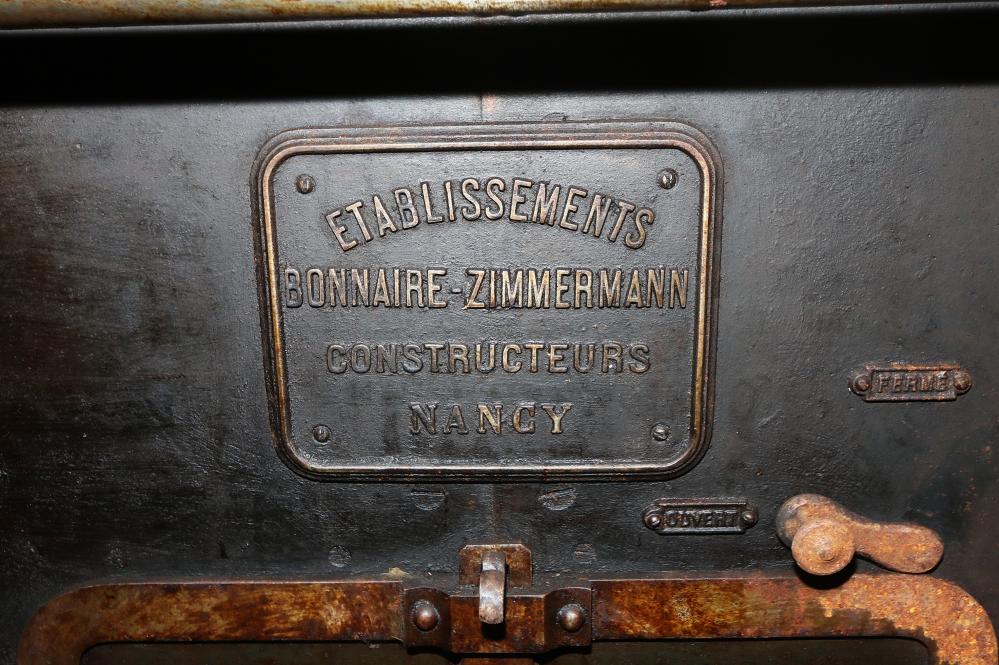 ETABLISSEMENTS
BONNAIRE-ZIMMERMANN
CONSTRUCTEURS
NANCY
FERMÉ
OUVERT